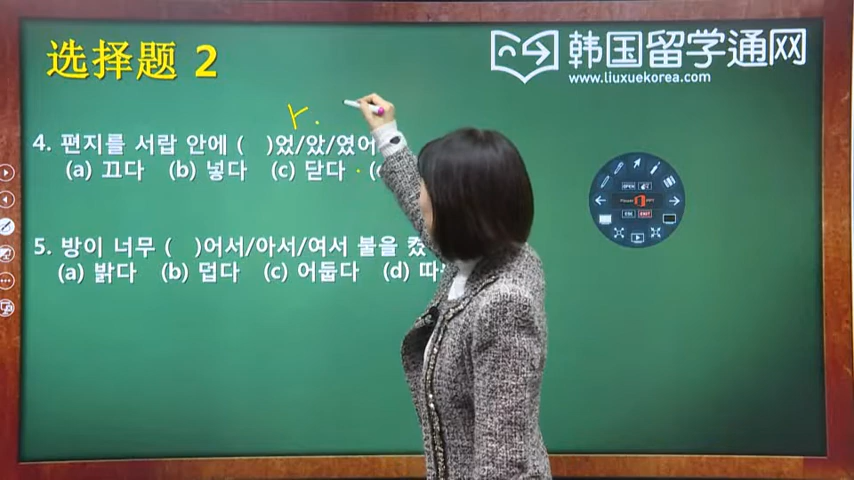 选择题 2
韩国留学通网
www.liuxuekorea.com
4. 편지를 서랍 안에 ( )었/았/였어
(a) 끄다 (b) 넣다 (c) 닫다
5. 방이 너무 ( )어서/아서/여서 불을 켰
(a) 밝다 (b) 덥다 (c) 어둡다 (d)